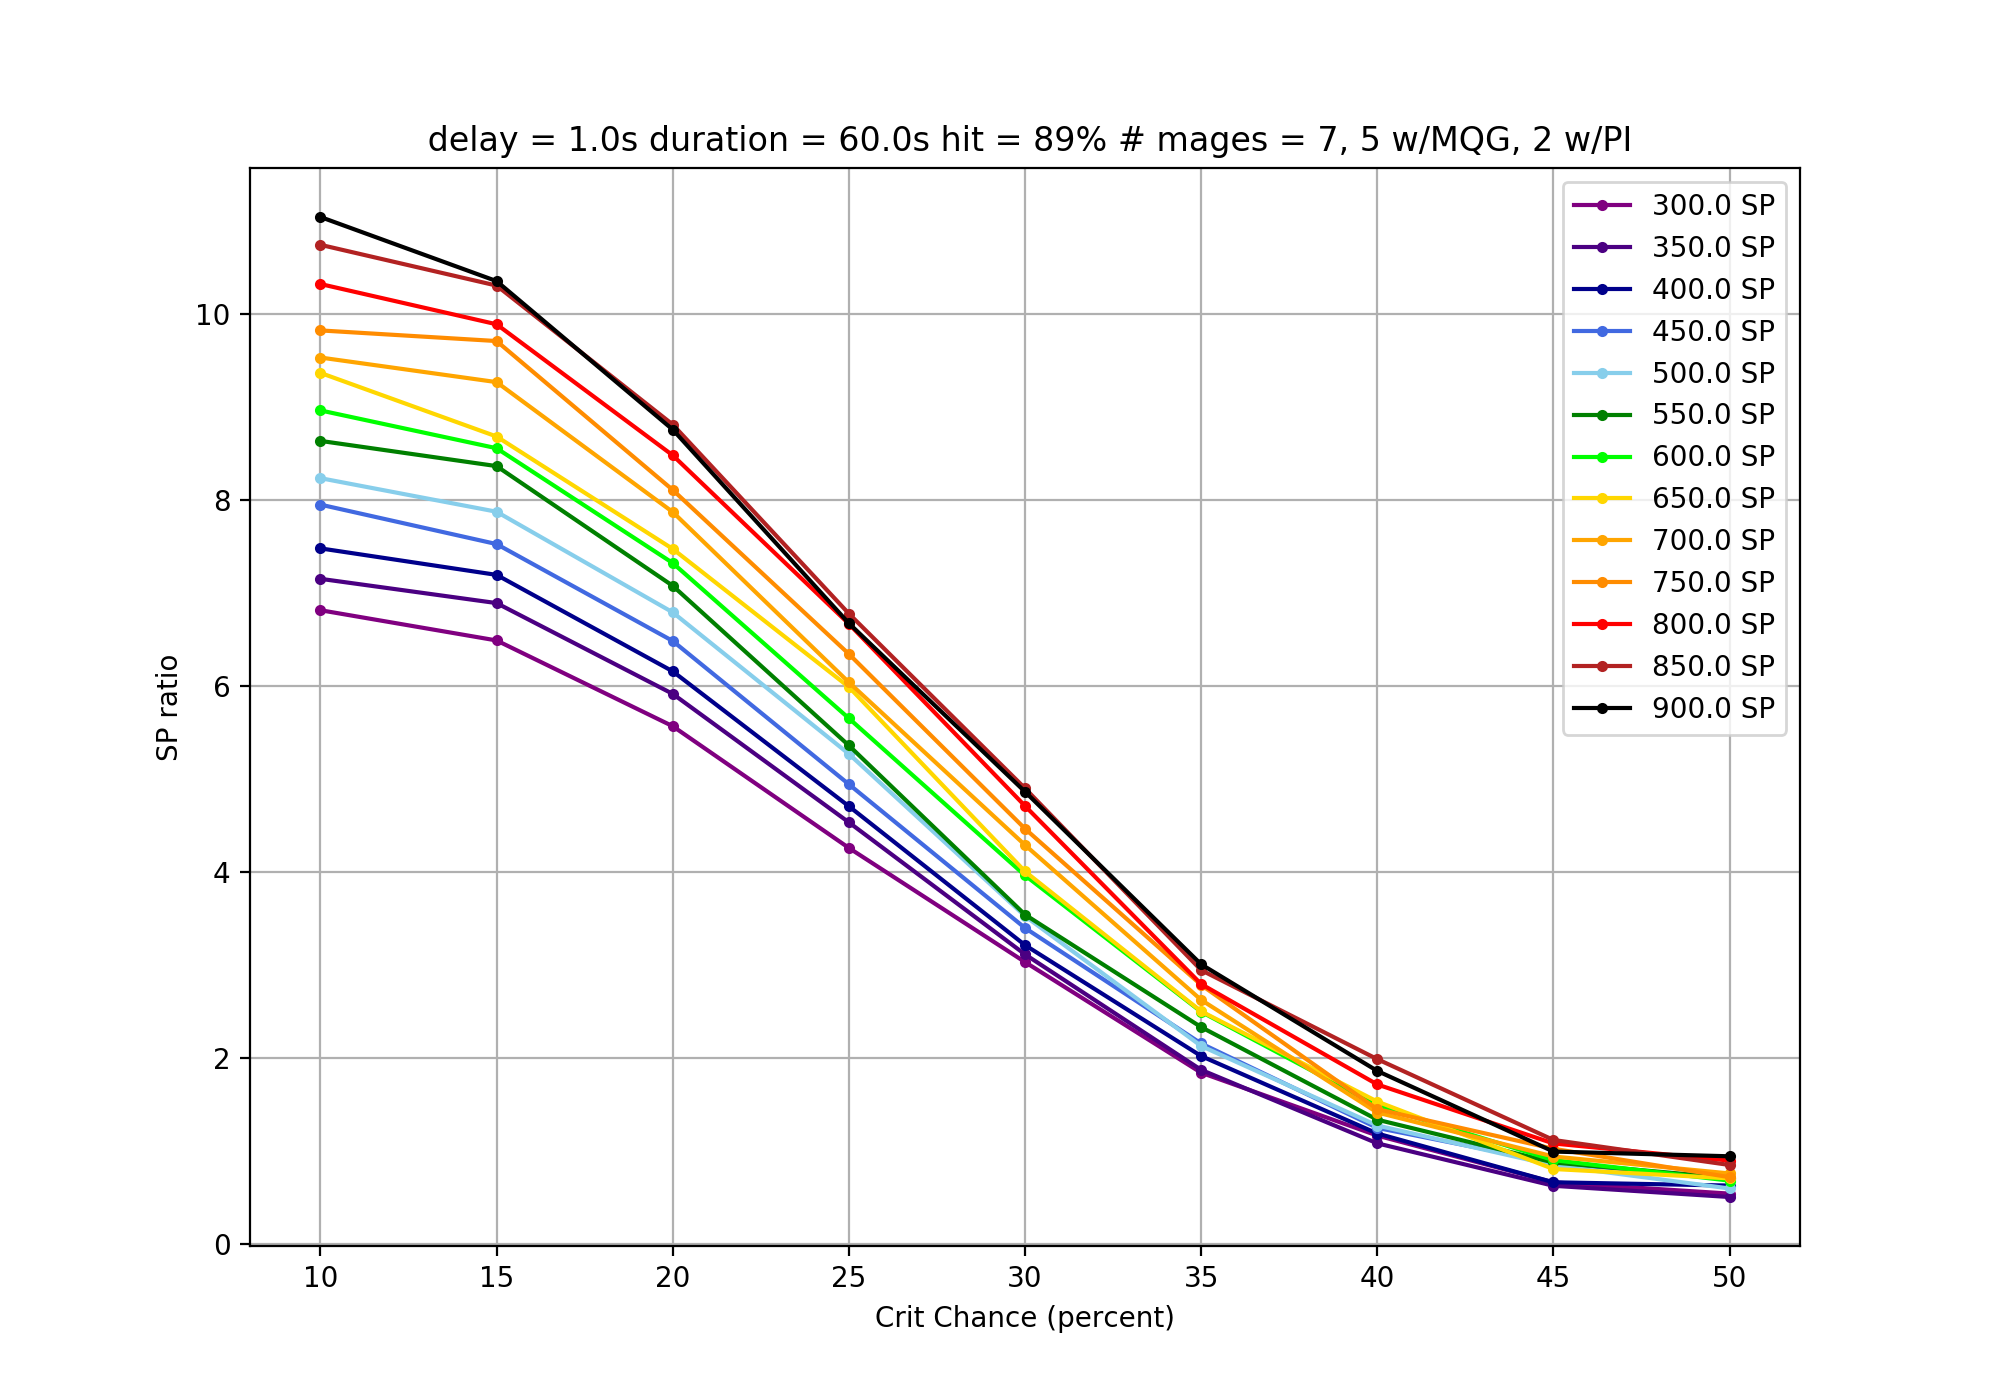 delay = 1.0s duration = 60.0s hit = 89% # mages = 7, 5 w/MQG, 2 w/PI
300.0 SP
350.0 SP
400.0 SP
450.0 SP
500.0 SP
550.0 SP
600.0 SP
650.0 SP
700.0 SP
750.0 SP
800.0 SP
850.0 SP
900.0 SP
SP ratio
10
8
6
4
2
0
10 15 20 25 30 35 40 45 50
Crit Chance (percent)